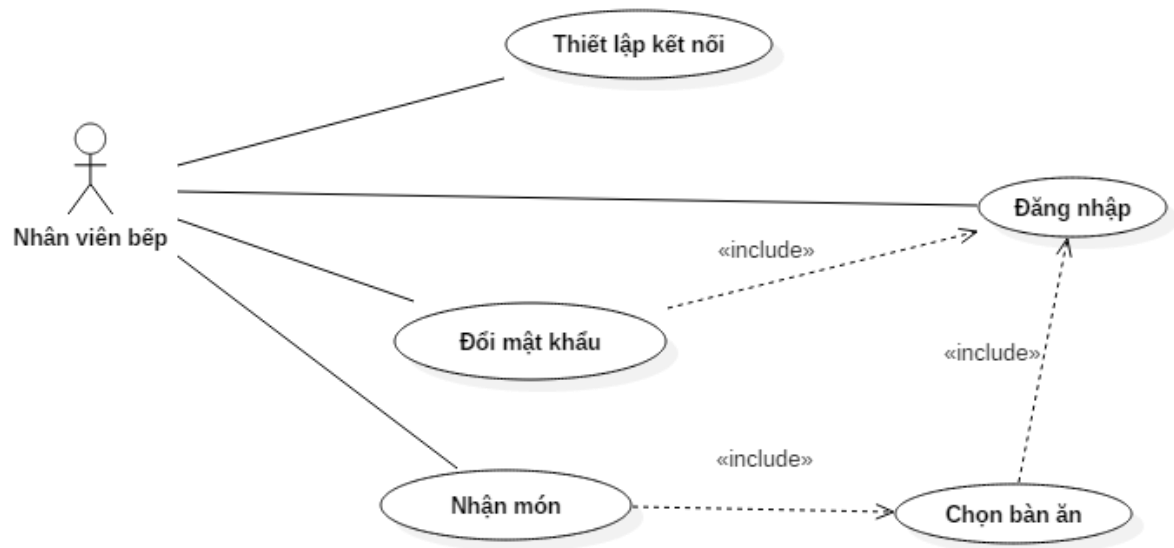 Thiết lập kết nối
Đăng nhập
Nhân viên bếp
«include»
Đổi mật khẩu
«include»
«include»
Nhận món
Chọn bàn ăn